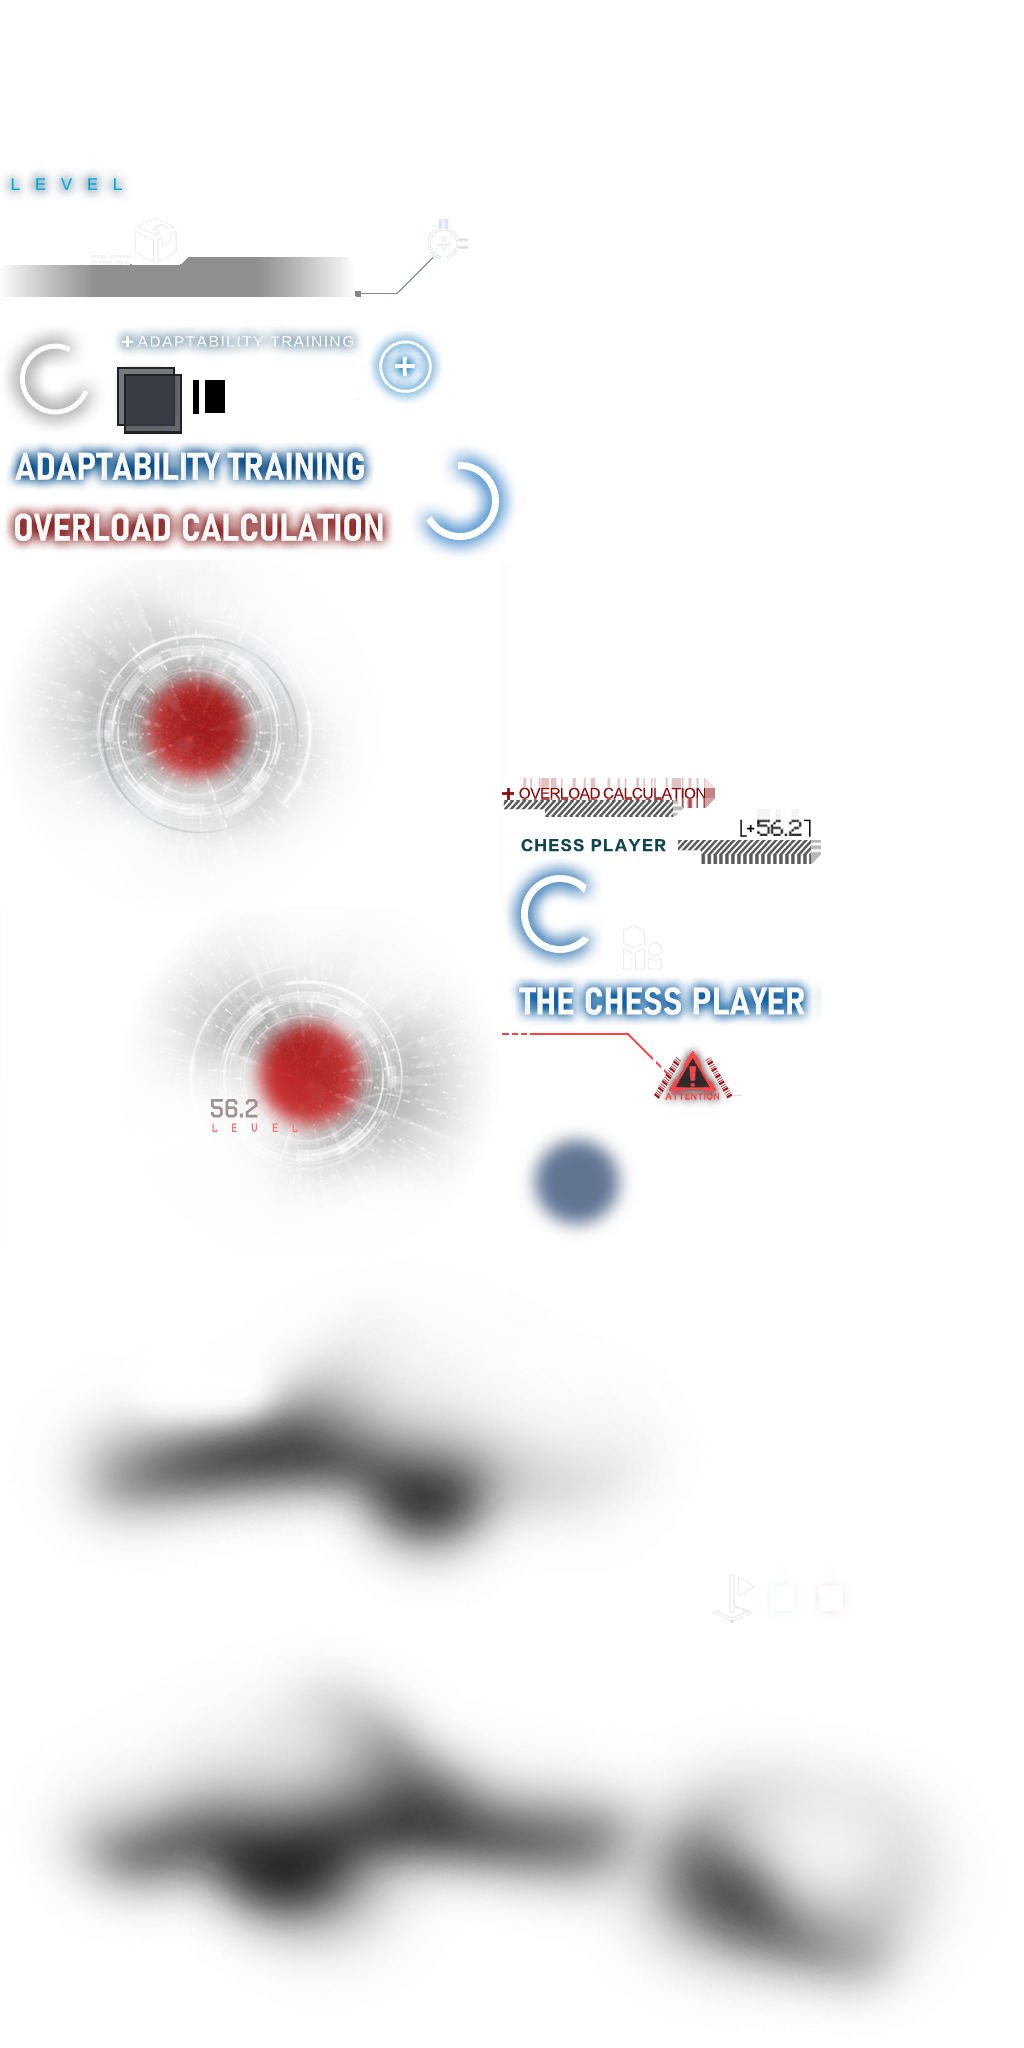 LEVEL
+ ADAPTABILITY TRAINING
ADAPTABILITY TRAINING
OVERLOAD CALCULATION
+ OVERLOAD CALCULATION
+56.2
CHESS PLAYER
THE CHESS PLAYER
ATTENTION
56.2
LEVEL